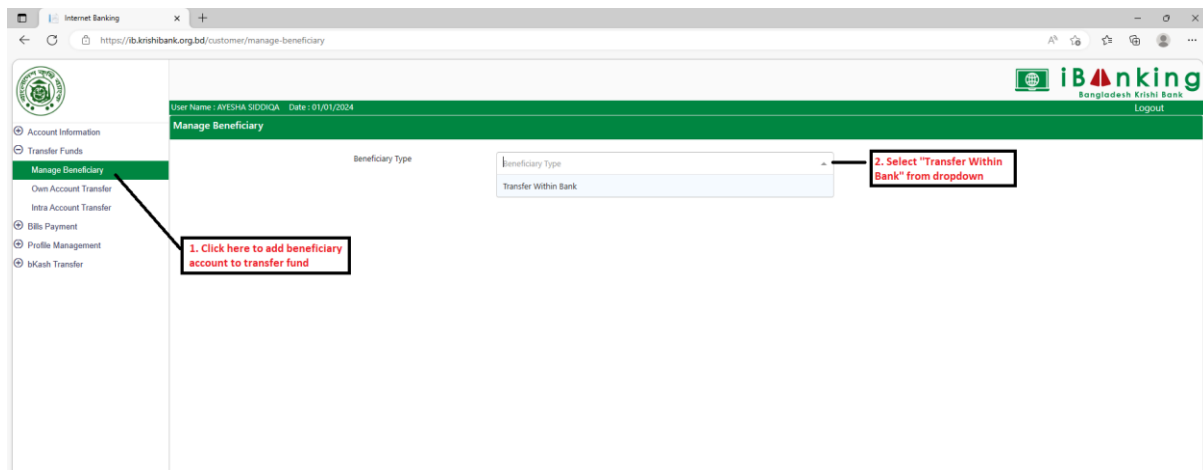 Internet Banking
https://ib.krishibank.org.bd/customer/manage-beneficiary
iBanking
Bangladesh Krishi Bank
User Name : AYESHA SIDDIQA Date : 01/01/2024
Logout
Manage Beneficiary
Account Information
Transfer Funds
Manage Beneficiary
Own Account Transfer
Intra Account Transfer
Bills Payment
Profile Management
bKash Transfer
Beneficiary Type
Beneficiary Type
Transfer Within Bank
2. Select "Transfer Within
Bank" from dropdown
1. Click here to add beneficiary
account to transfer fund